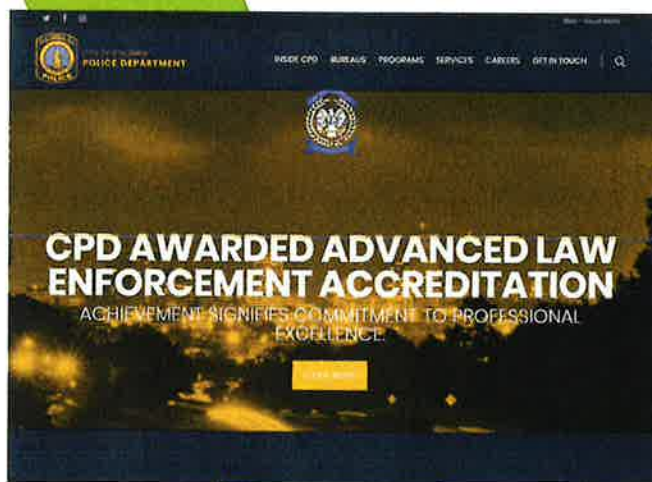 POLICE DEPARTMENT
INSIDE CPD BUREAUS PROGRAMS SERVICES CAREERS GET IN TOUCH
CPD AWARDED ADVANCED LAW
ENFORCEMENT ACCREDITATION
ACHIEVEMENT SIGNIFIES COMMITMENT TO PROFESSIONAL
EXCELLENCE.